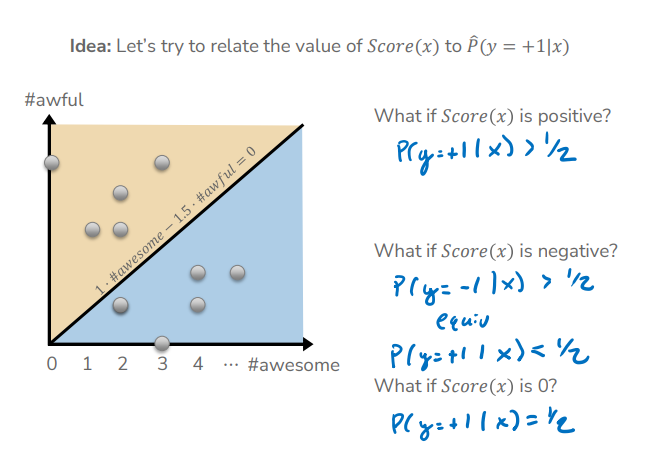 Idea: Let's try to relate the value of Score(x) to P̂(y = +1|x)
#awful
1 · #awesome − 1.5 · #awful = 0
0 1 2 3 4 ... #awesome
What if Score(x) is positive?
P(y=+1|x) > 1/2
What if Score(x) is negative?
P(y=-1|x) > 1/2
equiv
P(y=+1|x) < 1/2
What if Score(x) is 0?
P(y=+1|x) = 1/2